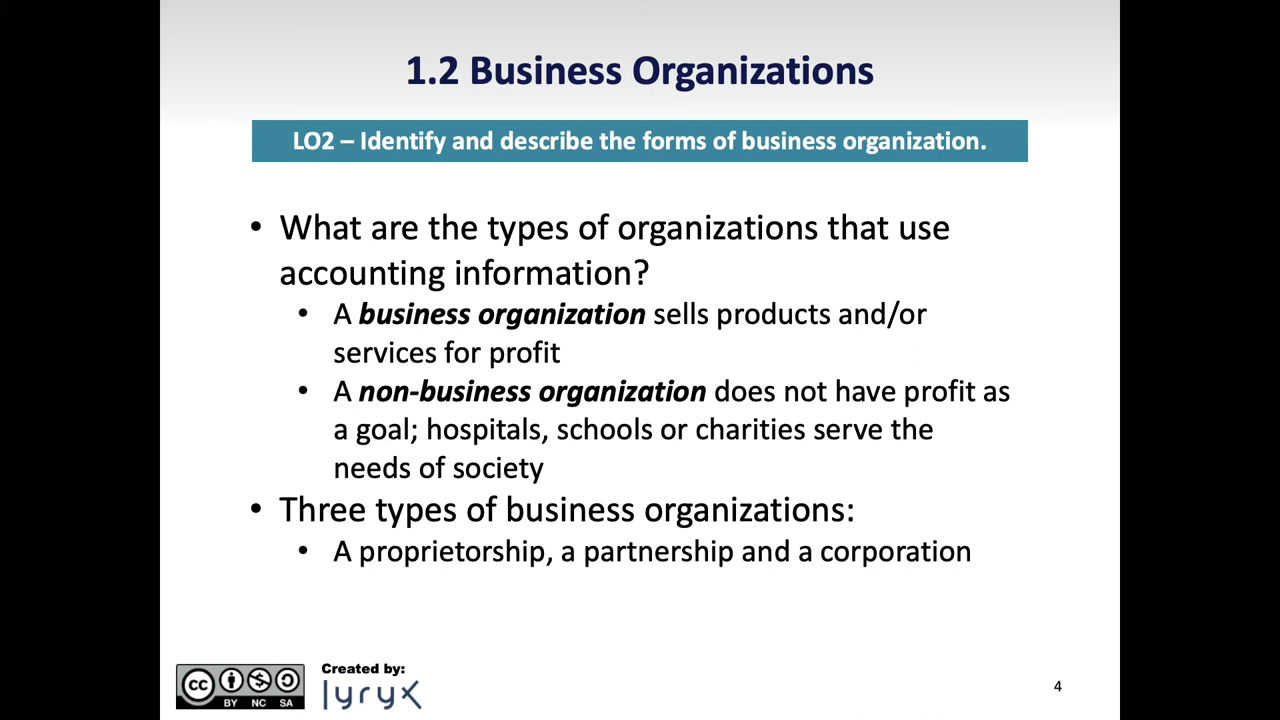 1.2 Business Organizations
LO2 – Identify and describe the forms of business organization.
• What are the types of organizations that use
accounting information?
• A business organization sells products and/or
services for profit
• A non-business organization does not have profit as
a goal; hospitals, schools or charities serve the
needs of society
• Three types of business organizations:
• A proprietorship, a partnership and a corporation
cc
BY NC SA
Created by:
lyryx
4